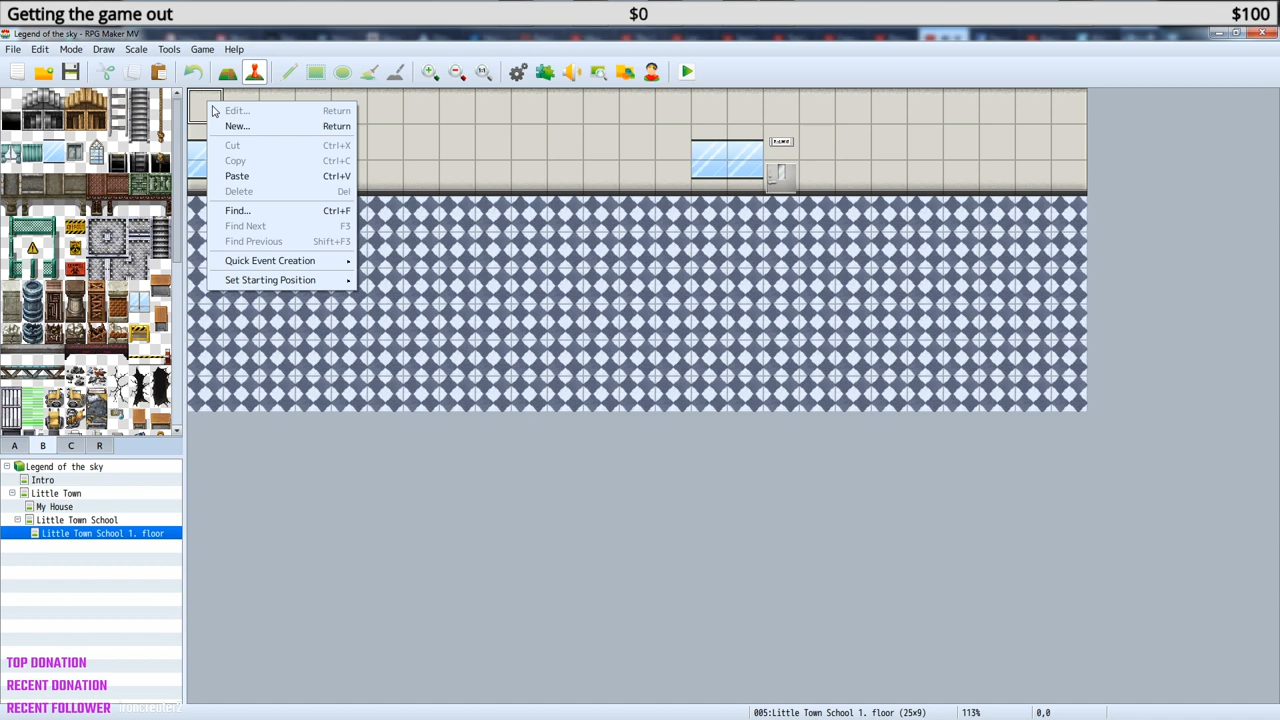 Getting the game out $0 $100
Legend of the sky - RPG Maker MV
File Edit Mode Draw Scale Tools Game Help
Edit... Return
New... Return
Cut Ctrl+X
Copy Ctrl+C
Paste Ctrl+V
Delete Del
Find... Ctrl+F
Find Next F3
Find Previous Shift+F3
Quick Event Creation
Set Starting Position
A B C R
Legend of the sky
Intro
Little Town
My House
Little Town School
Little Town School 1. floor
TOP DONATION
RECENT DONATION
RECENT FOLLOWER
005:Little Town School 1. floor (25x9) 113% 0,0